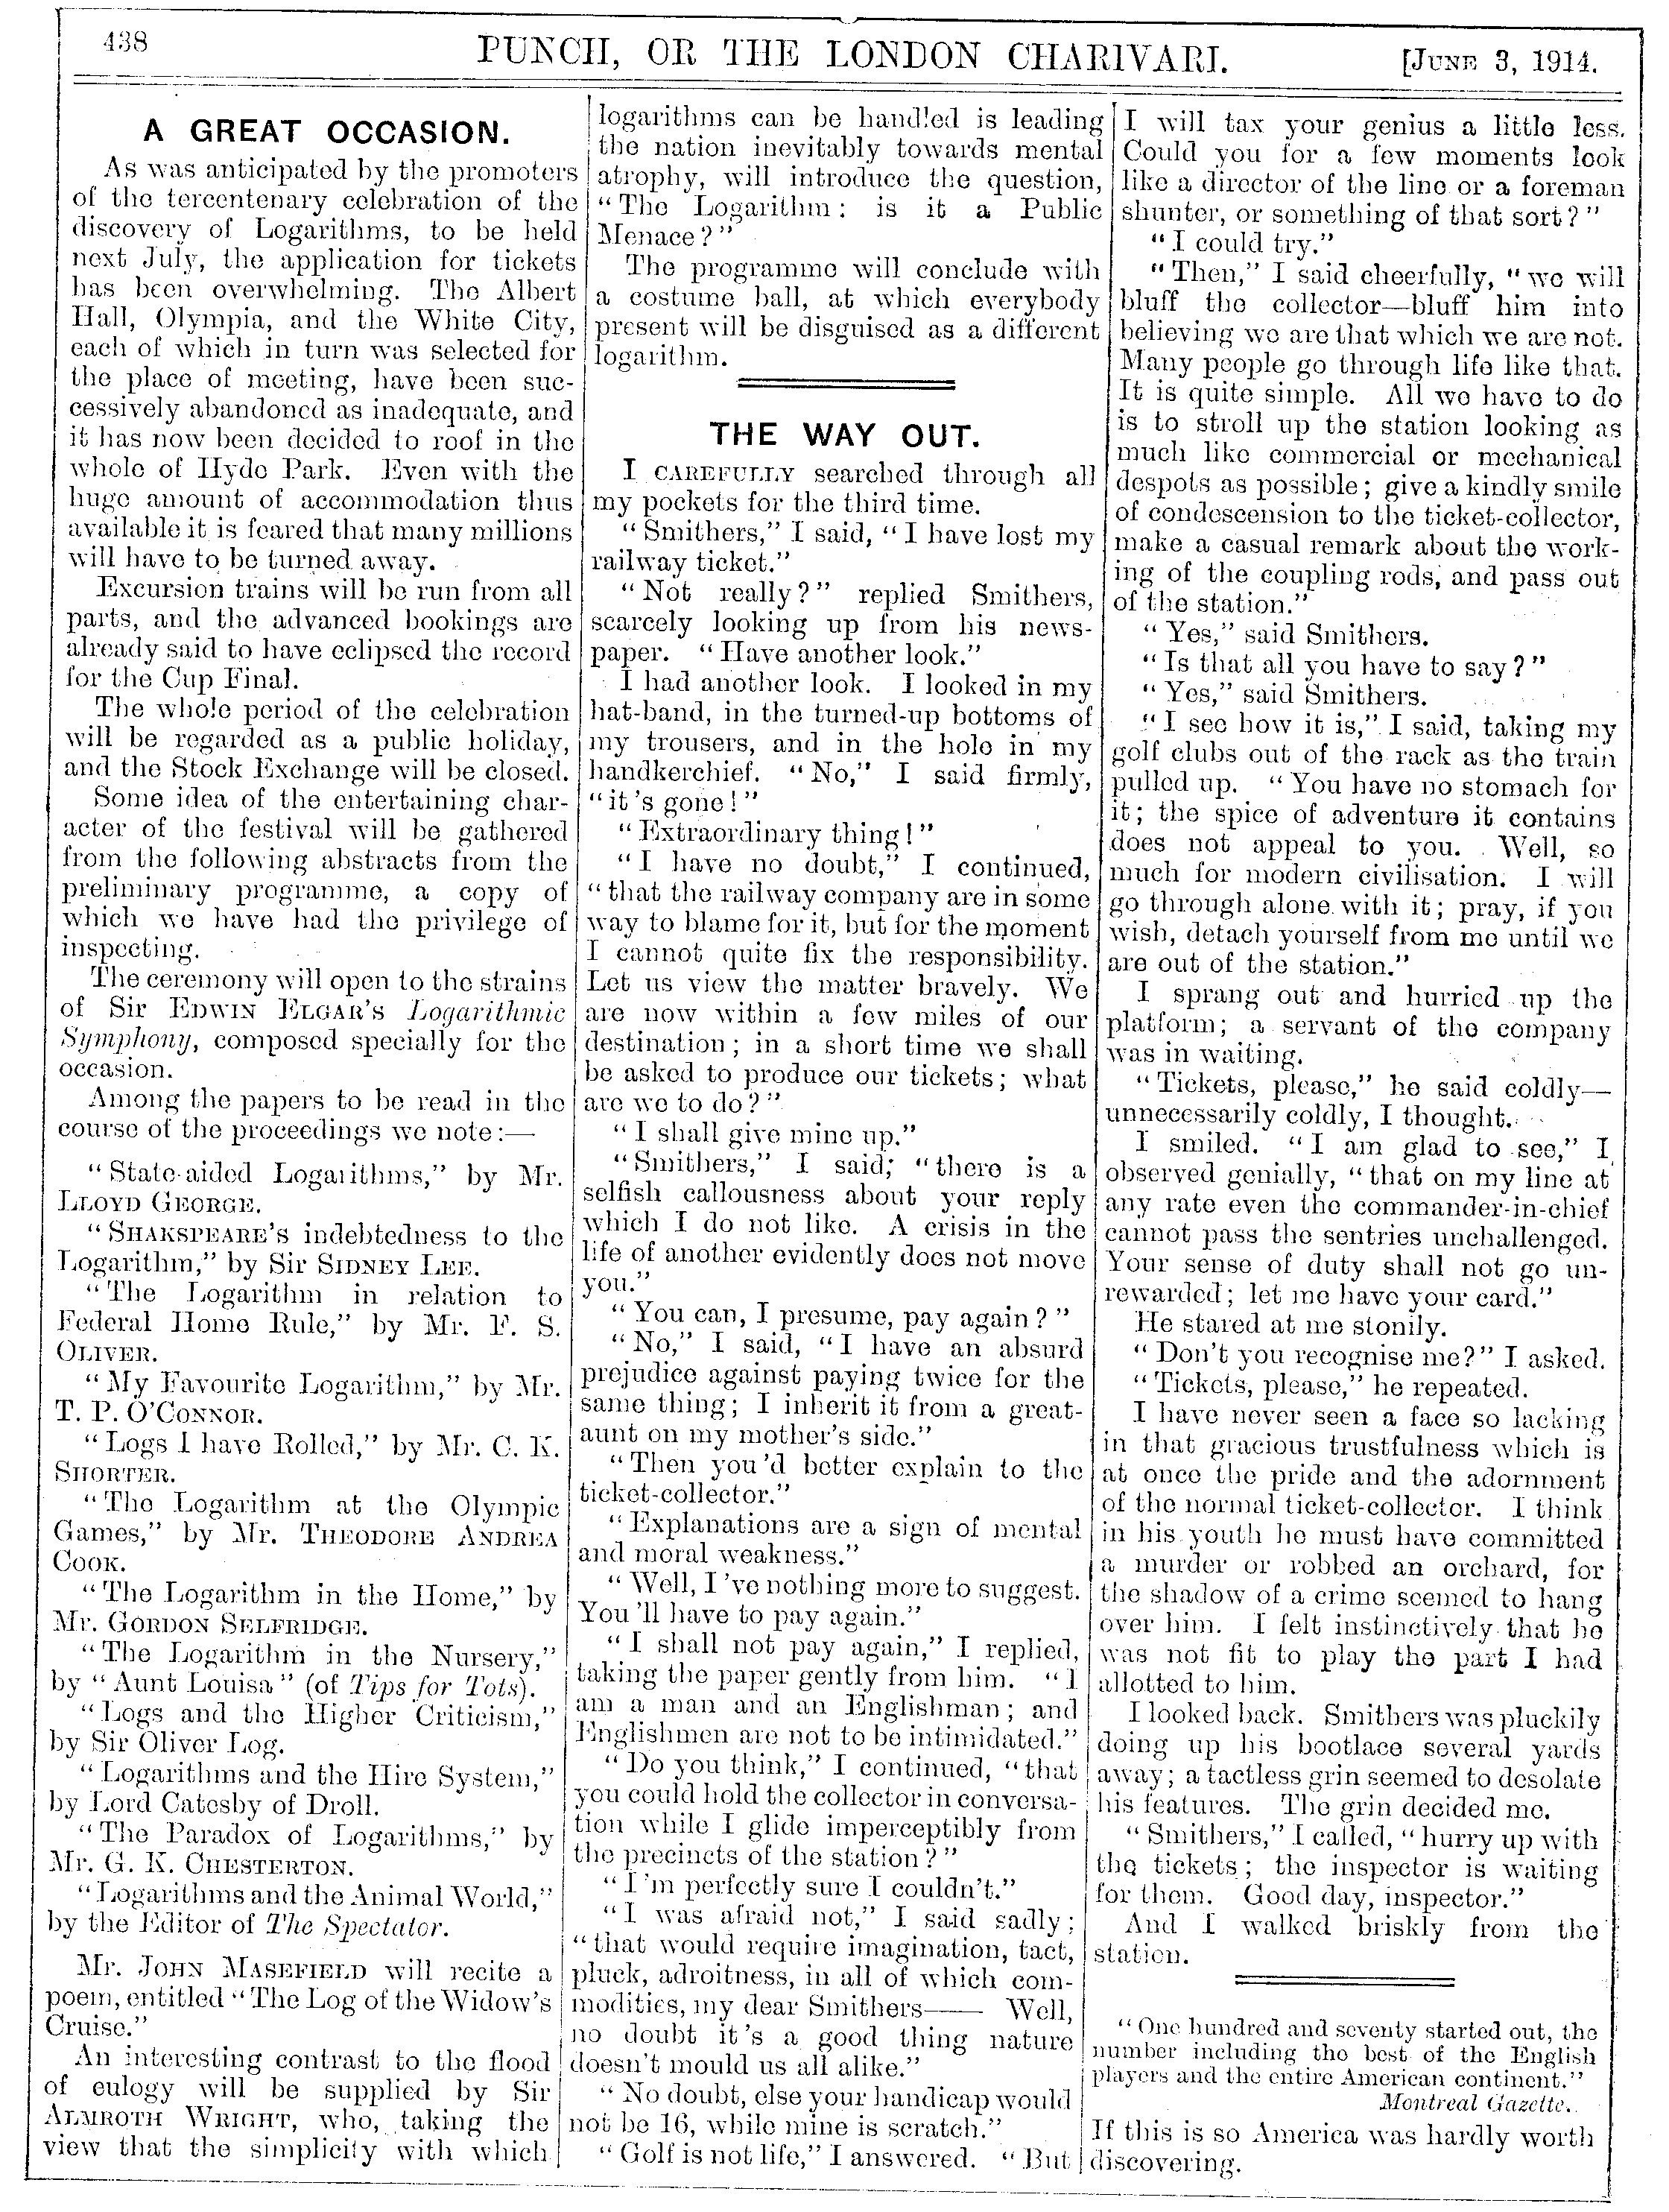 438
PUNCH, OR THE LONDON CHARIVARI.
[JUNE 3, 1914.
A GREAT OCCASION.
As was anticipated by the promoters
of the tercentenary celebration of the
discovery of Logarithms, to be held
next July, the application for tickets
has been overwhelming. The Albert
Hall, Olympia, and the White City,
each of which in turn was selected for
the place of meeting, have been suc-
cessively abandoned as inadequate, and
it has now been decided to roof in the
whole of Hyde Park. Even with the
huge amount of accommodation thus
available it is feared that many millions
will have to be turned away.
Excursion trains will be run from all
parts, and the advanced bookings are
already said to have eclipsed the record
for the Cup Final.
The whole period of the celebration
will be regarded as a public holiday,
and the Stock Exchange will be closed.
Some idea of the entertaining char-
acter of the festival will be gathered
from the following abstracts from the
preliminary programme, a copy of
which we have had the privilege of
inspecting.
The ceremony will open to the strains
of Sir EDWIN ELGAR'S Logarithmic
Symphony, composed specially for the
occasion.
Among the papers to be read in the
course of the proceedings we note:—
"State-aided Logarithms," by Mr.
LLOYD GEORGE.
"SHAKSPEARE'S indebtedness to the
Logarithm," by Sir SIDNEY LEE.
"The Logarithm in relation to
Federal Home Rule," by Mr. F. S.
OLIVER.
"My Favourite Logarithm," by Mr.
T. P. O'CONNOR.
"Logs I have Rolled," by Mr. C. K.
SHORTER.
"The Logarithm at the Olympic
Games," by Mr. THEODORE ANDREA
COOK.
"The Logarithm in the Home," by
Mr. GORDON SELFRIDGE.
"The Logarithm in the Nursery,"
by "Aunt Louisa" (of Tips for Tots).
"Logs and the Higher Criticism,"
by Sir Oliver Log.
"Logarithms and the Hire System,"
by Lord Catesby of Droll.
"The Paradox of Logarithms," by
Mr. G. K. CHESTERTON.
"Logarithms and the Animal World,"
by the Editor of The Spectator.
Mr. JOHN MASEFIELD will recite a
poem, entitled "The Log of the Widow's
Cruise."
An interesting contrast to the flood
of eulogy will be supplied by Sir
ALMROTH WRIGHT, who, taking the
view that the simplicity with which
logarithms can be handled is leading
the nation inevitably towards mental
atrophy, will introduce the question,
"The Logarithm: is it a Public
Menace?"
The programme will conclude with
a costume ball, at which everybody
present will be disguised as a different
logarithm.
THE WAY OUT.
I CAREFULLY searched through all
my pockets for the third time.
"Smithers," I said, "I have lost my
railway ticket."
"Not really?" replied Smithers,
scarcely looking up from his news-
paper. "Have another look."
I had another look. I looked in my
hat-band, in the turned-up bottoms of
my trousers, and in the hole in my
handkerchief. "No," I said firmly,
"it's gone!"
"Extraordinary thing!"
"I have no doubt," I continued,
"that the railway company are in some
way to blame for it, but for the moment
I cannot quite fix the responsibility.
Let us view the matter bravely. We
are now within a few miles of our
destination; in a short time we shall
be asked to produce our tickets; what
are we to do?"
"I shall give mine up."
"Smithers," I said; "there is a
selfish callousness about your reply
which I do not like. A crisis in the
life of another evidently does not move
you."
"You can, I presume, pay again?"
"No," I said, "I have an absurd
prejudice against paying twice for the
same thing; I inherit it from a great-
aunt on my mother's side."
"Then you'd better explain to the
ticket-collector."
"Explanations are a sign of mental
and moral weakness."
"Well, I've nothing more to suggest.
You'll have to pay again."
"I shall not pay again," I replied,
taking the paper gently from him. "I
am a man and an Englishman; and
Englishmen are not to be intimidated."
"Do you think," I continued, "that
you could hold the collector in conversa-
tion while I glide imperceptibly from
the precincts of the station?"
"I'm perfectly sure I couldn't."
"I was afraid not," I said sadly;
"that would require imagination, tact,
pluck, adroitness, in all of which com-
modities, my dear Smithers—— Well,
no doubt it's a good thing nature
doesn't mould us all alike."
"No doubt, else your handicap would
not be 16, while mine is scratch."
"Golf is not life," I answered. "But
I will tax your genius a little less.
Could you for a few moments look
like a director of the line or a foreman
shunter, or something of that sort?"
"I could try."
"Then," I said cheerfully, "we will
bluff the collector—bluff him into
believing we are that which we are not.
Many people go through life like that.
It is quite simple. All we have to do
is to stroll up the station looking as
much like commercial or mechanical
despots as possible; give a kindly smile
of condescension to the ticket-collector,
make a casual remark about the work-
ing of the coupling rods, and pass out
of the station."
"Yes," said Smithers.
"Is that all you have to say?"
"Yes," said Smithers.
"I see how it is," I said, taking my
golf clubs out of the rack as the train
pulled up. "You have no stomach for
it; the spice of adventure it contains
does not appeal to you. Well, so
much for modern civilisation. I will
go through alone with it; pray, if you
wish, detach yourself from me until we
are out of the station."
I sprang out and hurried up the
platform; a servant of the company
was in waiting.
"Tickets, please," he said coldly—
unnecessarily coldly, I thought.
I smiled. "I am glad to see," I
observed genially, "that on my line at
any rate even the commander-in-chief
cannot pass the sentries unchallenged.
Your sense of duty shall not go un-
rewarded; let me have your card."
He stared at me stonily.
"Don't you recognise me?" I asked.
"Tickets, please," he repeated.
I have never seen a face so lacking
in that gracious trustfulness which is
at once the pride and the adornment
of the normal ticket-collector. I think
in his youth he must have committed
a murder or robbed an orchard, for
the shadow of a crime seemed to hang
over him. I felt instinctively that he
was not fit to play the part I had
allotted to him.
I looked back. Smithers was pluckily
doing up his bootlace several yards
away; a tactless grin seemed to desolate
his features. The grin decided me.
"Smithers," I called, "hurry up with
the tickets; the inspector is waiting
for them. Good day, inspector."
And I walked briskly from the
station.
"One hundred and seventy started out, the
number including the best of the English
players and the entire American continent."
Montreal Gazette.
If this is so America was hardly worth
discovering.